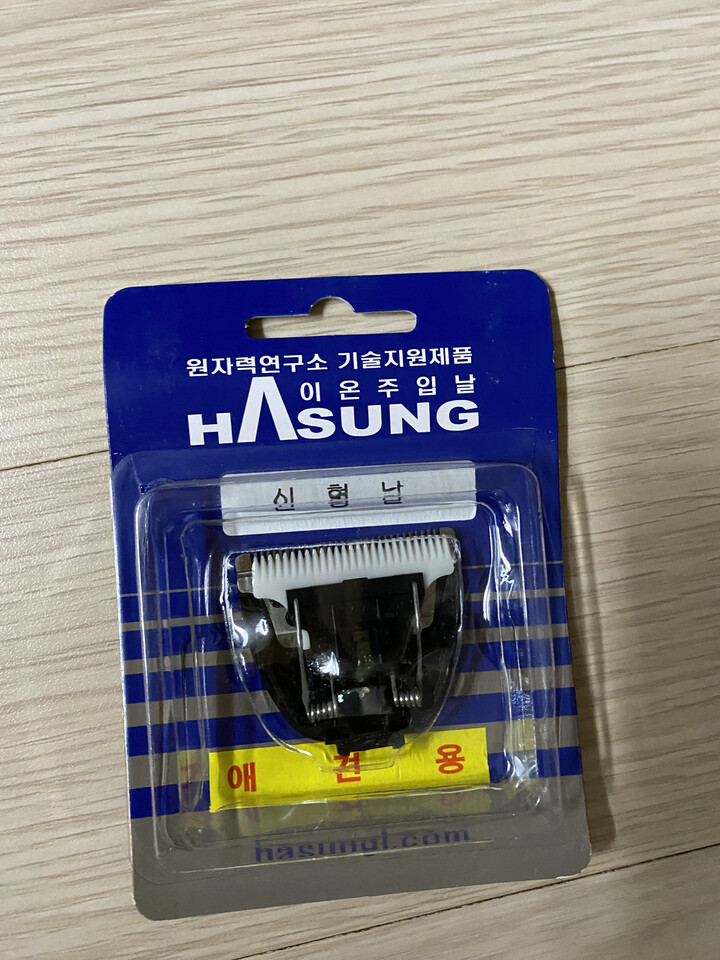 원자력연구소 기술지원제품
이온주입날
HASUNG
신형날
애견용
hasungl.com